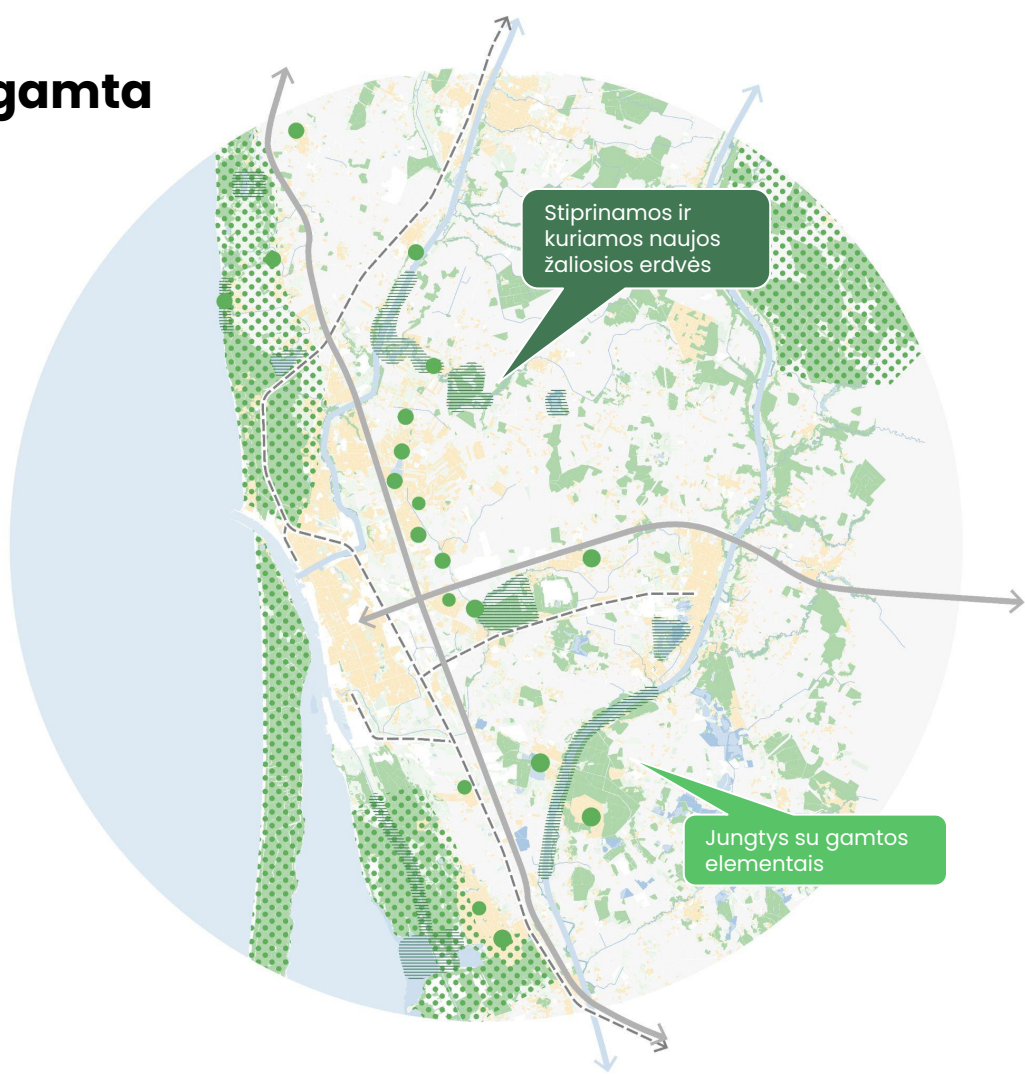 gamta
Stiprinamos ir
kuriamos naujos
žaliosios erdvės
Jungtys su gamtos
elementais